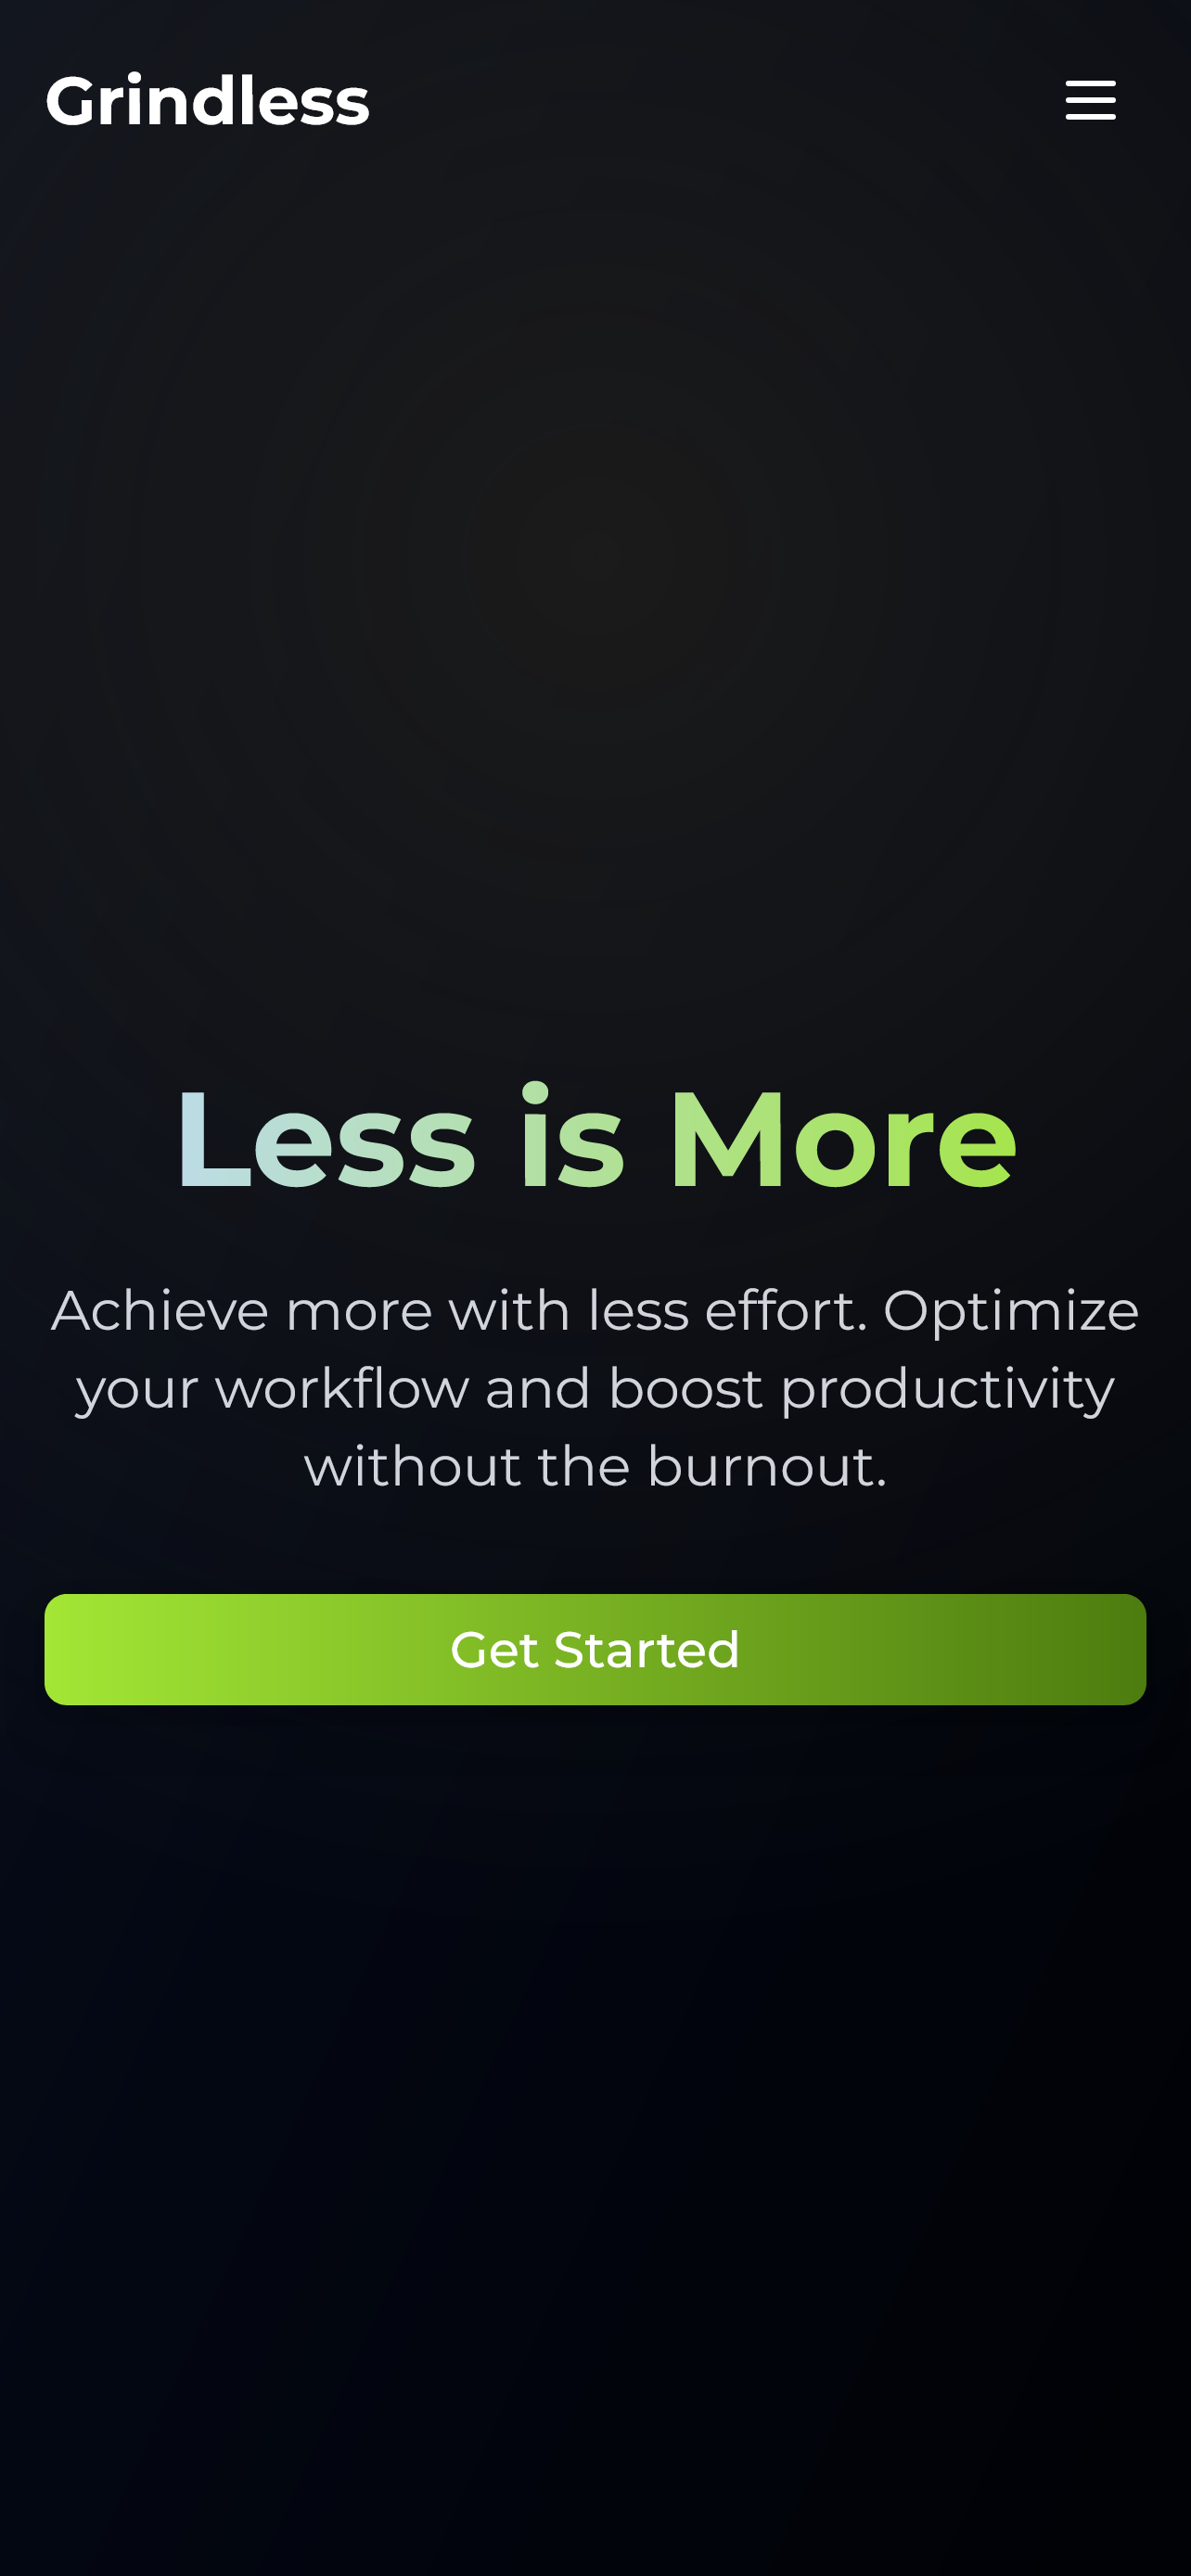 Grindless
Less is More
Achieve more with less effort. Optimize
your workflow and boost productivity
without the burnout.
Get Started